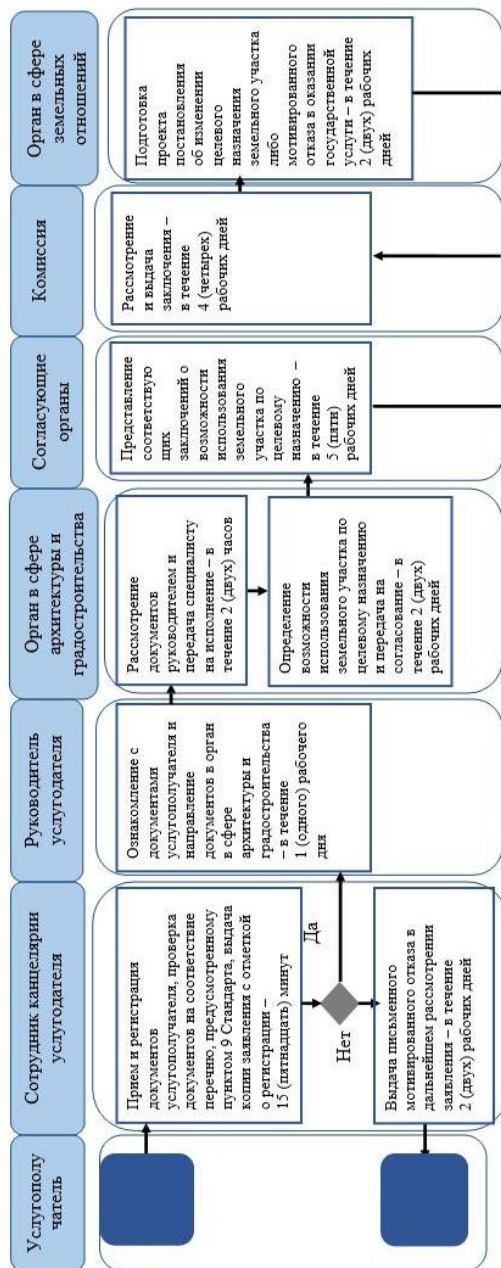 Услугополу
чатель
Сотрудник канцелярии
услугодателя
Руководитель
услугодателя
Орган в сфере
архитектуры и
градостроительства
Согласующие
органы
Комиссия
Орган в сфере
земельных
отношений
Прием и регистрация
документов
услугополучателя, проверка
документов на соответствие
перечню, предусмотренному
пунктом 9 Стандарта, выдача
копии заявления с отметкой
о регистрации –
15 (пятнадцать) минут
Да
Нет
Выдача письменного
мотивированного отказа в
дальнейшем рассмотрении
заявления – в течение
2 (двух) рабочих дней
Ознакомление с
документами
услугополучателя и
направление
документов в орган
в сфере
архитектуры и
градостроительства
– в течение
1 (одного) рабочего
дня
Рассмотрение
документов
руководителем и
передача специалисту
на исполнение – в
течение 2 (двух) часов
Определение
возможности
использования
земельного участка по
целевому назначению
и передача на
согласование – в
течение 2 (двух)
рабочих дней
Представление
соответствую
щих
заключений о
возможности
использования
земельного
участка по
целевому
назначению –
в течение
5 (пяти)
рабочих дней
Рассмотрение
и выдача
заключения –
в течение
4 (четырех)
рабочих дней
Подготовка
проекта
постановления
об изменении
целевого
назначения
земельного участка
либо
мотивированного
отказа в оказании
государственной
услуги – в течение
2 (двух) рабочих
дней